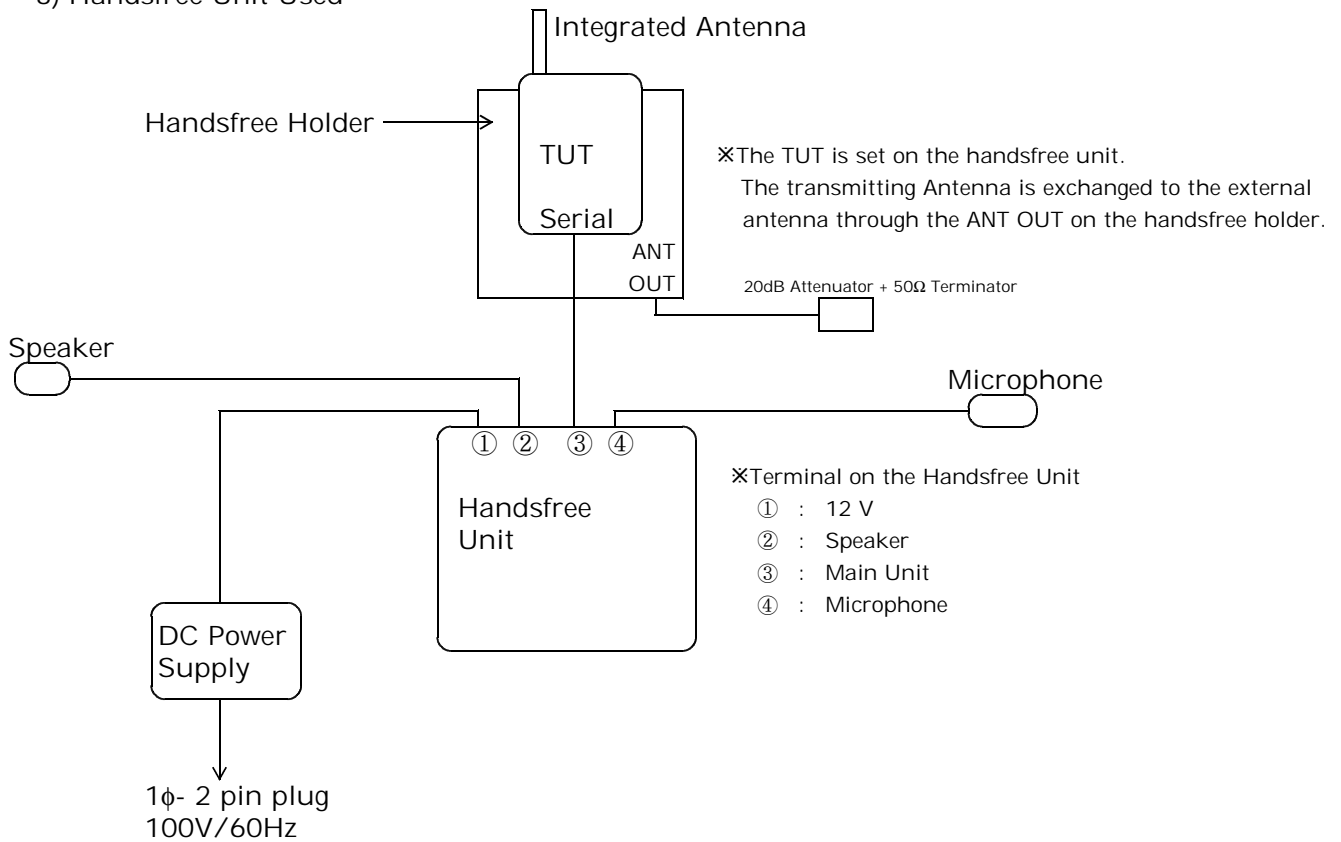 Handsfree Unit Used
Integrated Antenna
Handsfree Holder
TUT
Serial
ANT
OUT
※The TUT is set on the handsfree unit.
The transmitting Antenna is exchanged to the external
antenna through the ANT OUT on the handsfree holder.
20dB Attenuator + 50Ω Terminator
Speaker
Microphone
① ② ③ ④
Handsfree
Unit
※Terminal on the Handsfree Unit
① : 12 V
② : Speaker
③ : Main Unit
④ : Microphone
DC Power
Supply
1ϕ- 2 pin plug
100V/60Hz